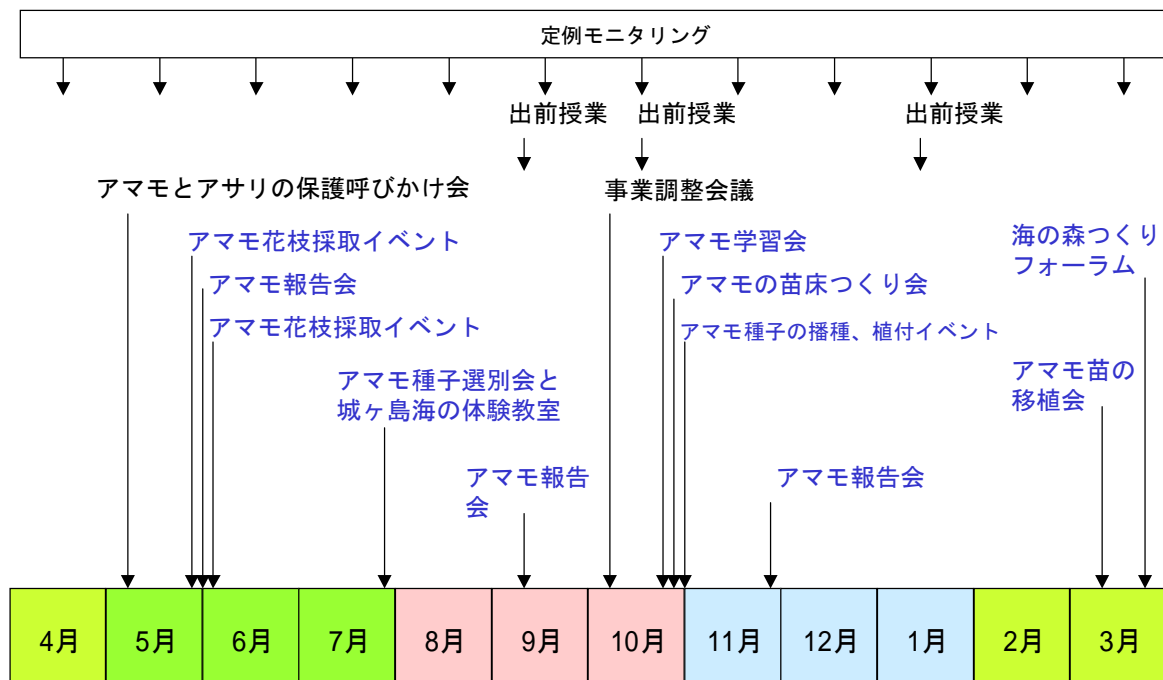 定例モニタリング
出前授業
出前授業
出前授業
アマモとアサリの保護呼びかけ会
事業調整会議
アマモ花枝採取イベント
アマモ学習会
海の森つくり
フォーラム
アマモ報告会
アマモの苗床つくり会
アマモ花枝採取イベント
アマモ種子の播種、植付イベント
アマモ種子選別会と
城ヶ島海の体験教室
アマモ苗の
移植会
アマモ報告
会
アマモ報告会
4月
5月
6月
7月
8月
9月
10月
11月
12月
1月
2月
3月